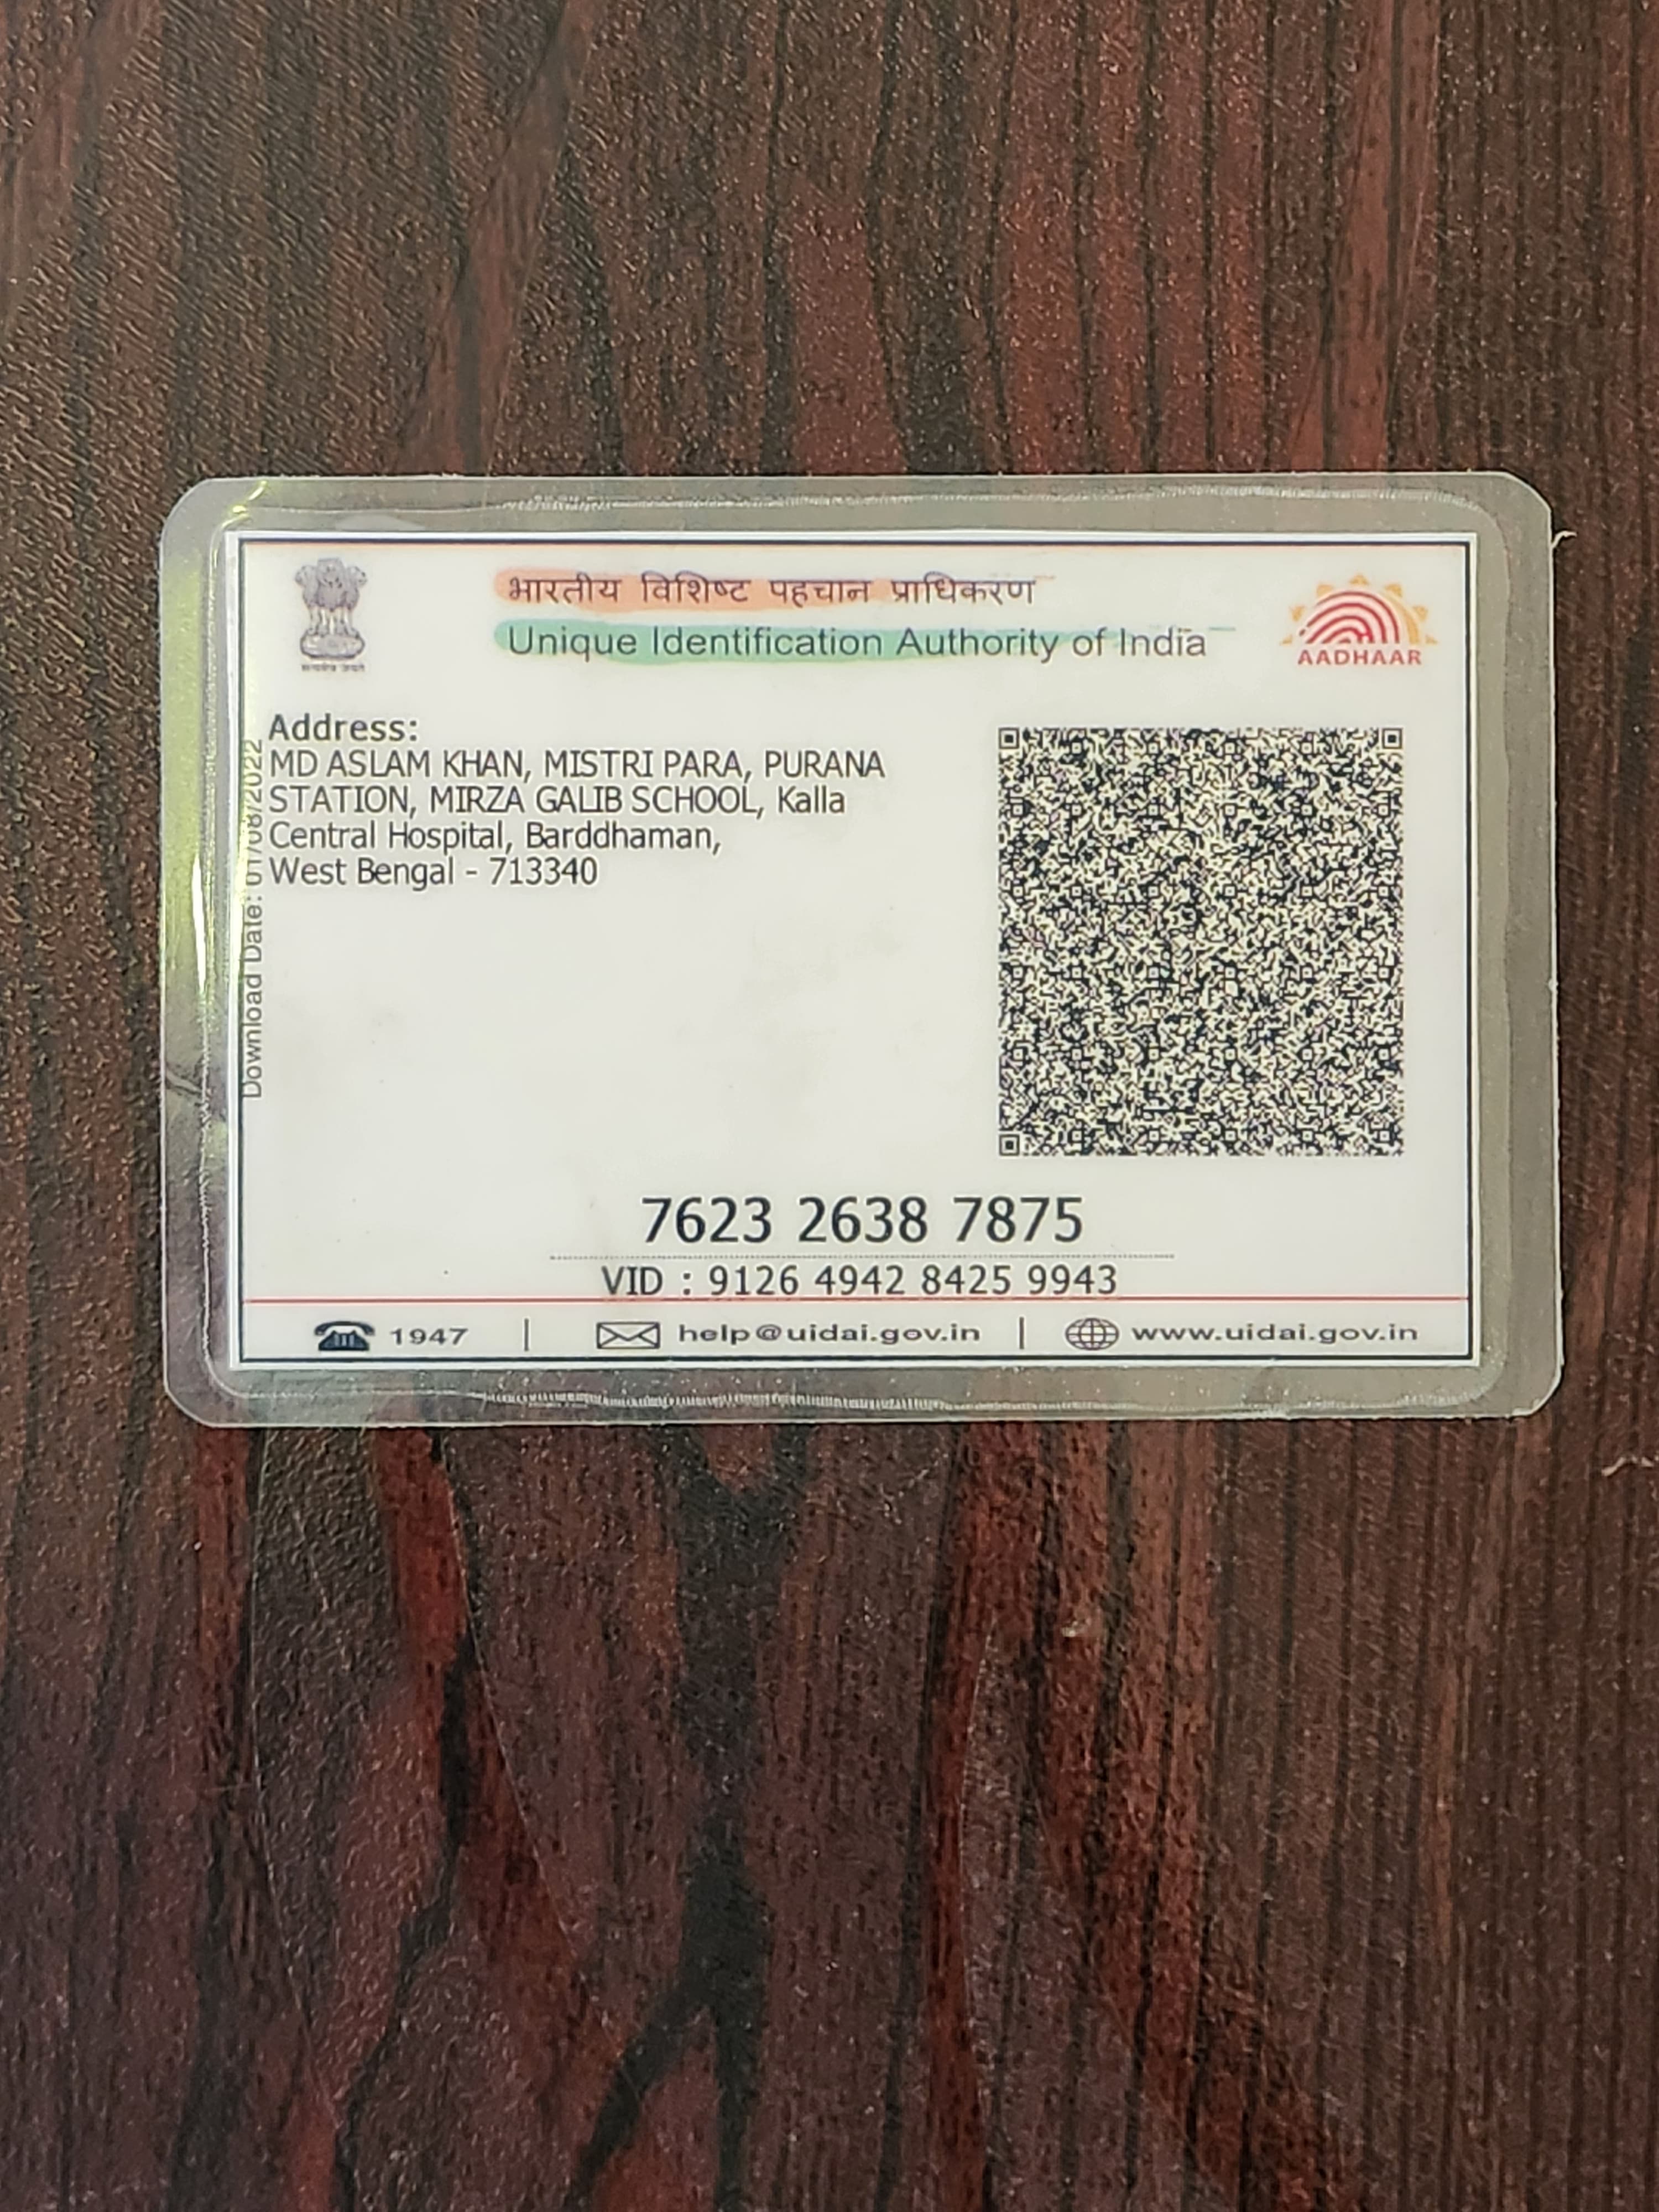 भारतीय विशिष्ट पहचान प्राधिकरण
Unique Identification Authority of India
सत्यमेव जयते
AADHAAR
Address:
MD ASLAM KHAN, MISTRI PARA, PURANA
STATION, MIRZA GALIB SCHOOL, Kalla
Central Hospital, Barddhaman,
West Bengal - 713340
Download Date: 01/08/2022
7623 2638 7875
VID : 9126 4942 8425 9943
1947 | help@uidai.gov.in | www.uidai.gov.in